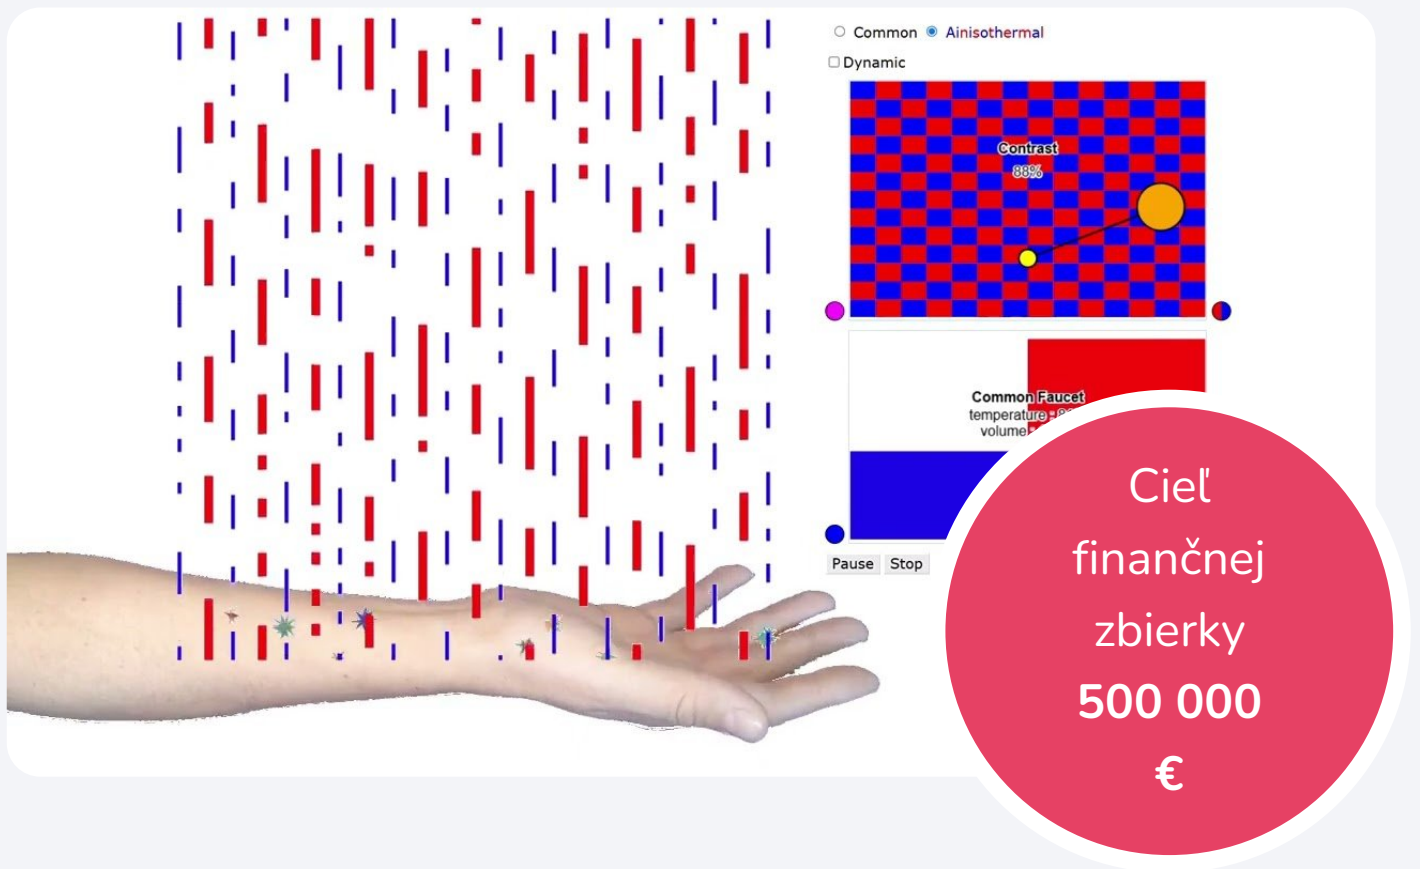 Common Ainisothermal
Dynamic
Contrast
88%
Common Faucet
temperature
volume
Pause Stop
Cieľ
finančnej
zbierky
500 000
€